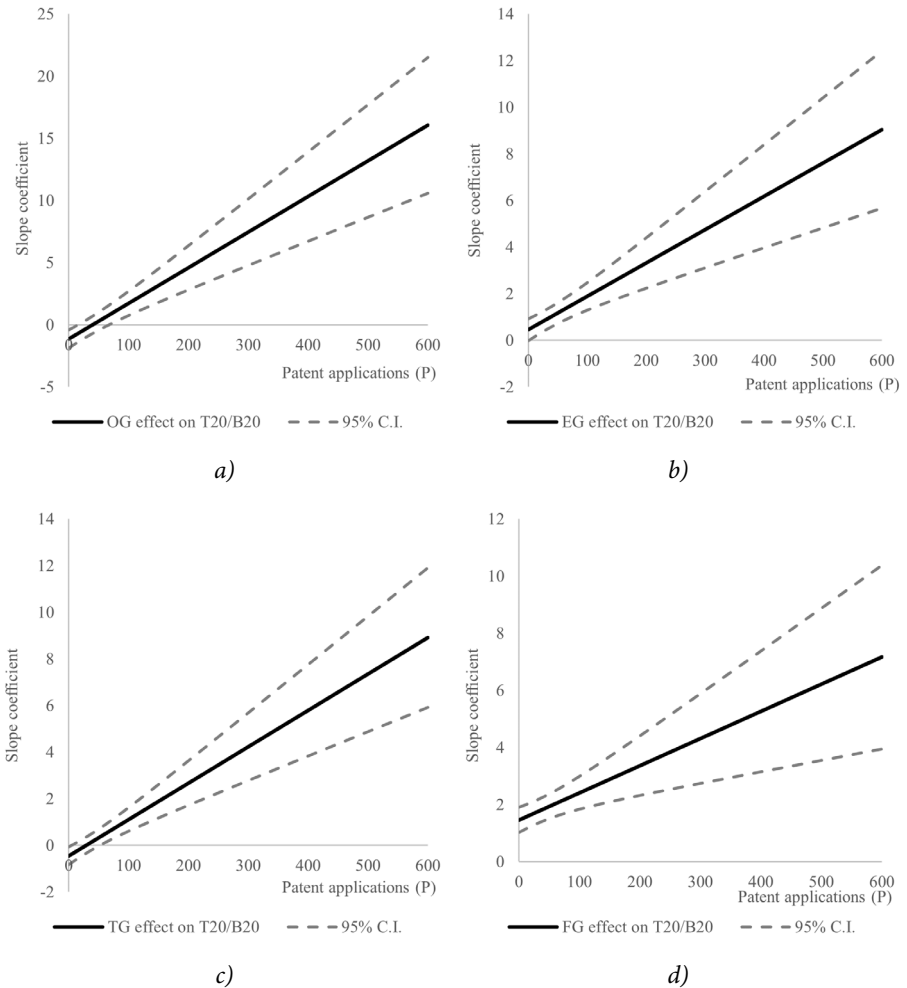 25
20
15
10
5
0
-5
Slope coefficient
0 100 200 300 400 500 600
Patent applications (P)
OG effect on T20/B20 95% C.I.
a)
14
12
10
8
6
4
2
0
-2
Slope coefficient
0 100 200 300 400 500 600
Patent applications (P)
EG effect on T20/B20 95% C.I.
b)
14
12
10
8
6
4
2
0
-2
Slope coefficient
0 100 200 300 400 500 600
Patent applications (P)
TG effect on T20/B20 95% C.I.
c)
12
10
8
6
4
2
0
Slope coefficient
0 100 200 300 400 500 600
Patent applications (P)
FG effect on T20/B20 95% C.I.
d)